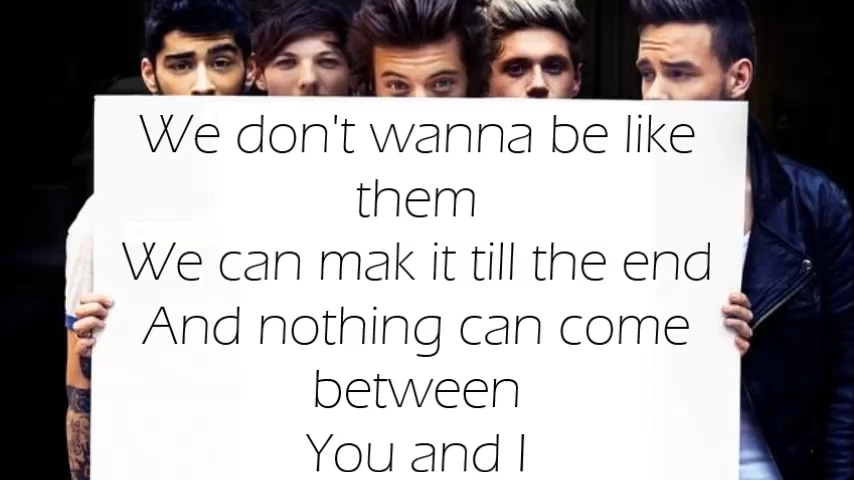 We don't wanna be like
them
We can mak it till the end
And nothing can come
between
You and I